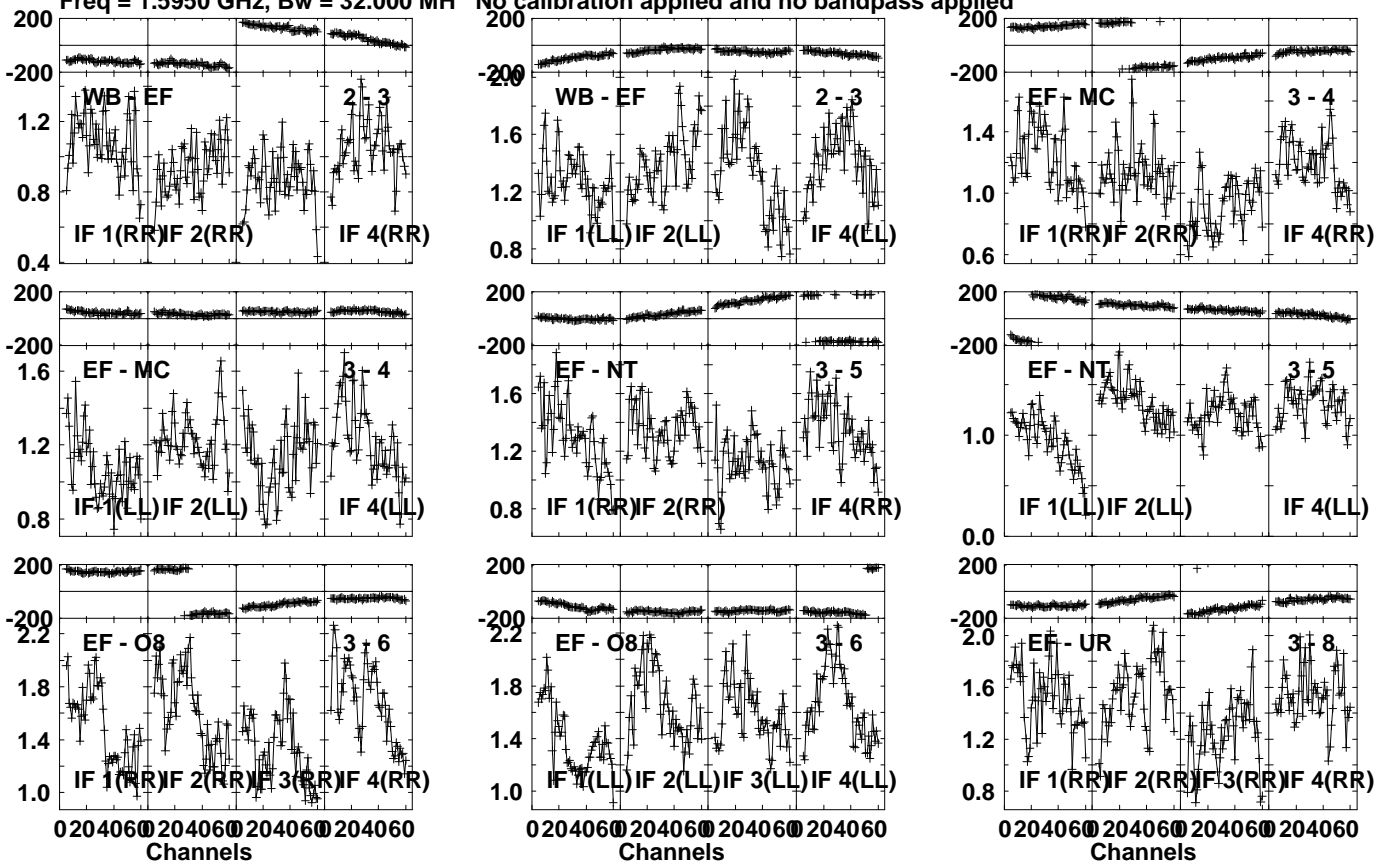 Freq = 1.5950 GHz, Bw = 32.000 MH   No calibration applied and no bandpass applied
200
-200
WB - EF 2 - 3
1.2
0.8
0.4
IF 1(RR) IF 2(RR) IF 4(RR)
200
-200
2.0
WB - EF 2 - 3
1.6
1.2
0.8
IF 1(LL) IF 2(LL) IF 4(LL)
200
-200
EF - MC 3 - 4
1.4
1.0
0.6
IF 1(RR) IF 2(RR) IF 4(RR)
200
-200
EF - MC 3 - 4
1.6
1.2
0.8
IF 1(LL) IF 2(LL) IF 4(LL)
200
-200
EF - NT 3 - 5
1.6
1.4
1.2
1.0
0.8
IF 1(RR) IF 2(RR) IF 4(RR)
200
-200
EF - NT 3 - 5
1.0
0.0
IF 1(LL) IF 2(LL) IF 4(LL)
200
-200
2.2
EF - O8 3 - 6
1.8
1.4
1.0
IF 1(RR) IF 2(RR) IF 3(RR) IF 4(RR)
0 20 40 60 0 20 40 60 0 20 40 60 0 20 40 60
Channels
200
-200
2.2
EF - O8 3 - 6
1.8
1.4
1.0
IF 1(LL) IF 2(LL) IF 3(LL) IF 4(LL)
0 20 40 60 0 20 40 60 0 20 40 60 0 20 40 60
Channels
200
-200
2.0
EF - UR 3 - 8
1.6
1.2
0.8
IF 1(RR) IF 2(RR) IF 3(RR) IF 4(RR)
0 20 40 60 0 20 40 60 0 20 40 60 0 20 40 60
Channels